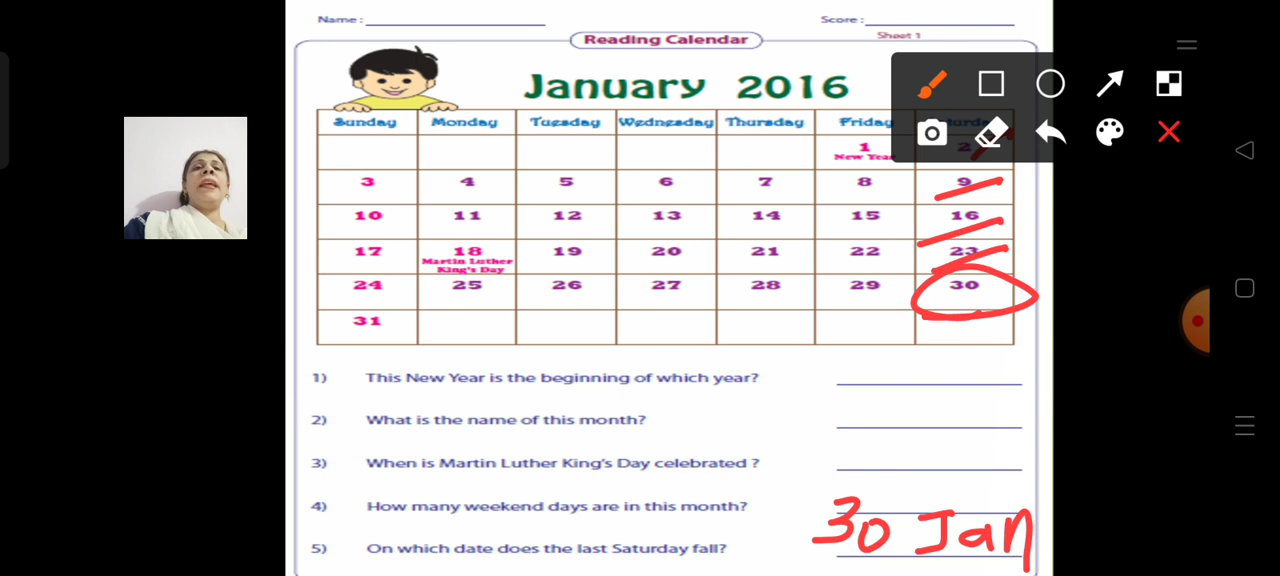 Name : Score :
Reading Calendar Sheet 1
January 2016
Sunday Monday Tuesday Wednesday Thursday Friday
1 2
New Year
3 4 5 6 7 8 9
10 11 12 13 14 15 16
17 18 19 20 21 22 23
Martin Luther
King's Day
24 25 26 27 28 29 30
31
1) This New Year is the beginning of which year?
2) What is the name of this month?
3) When is Martin Luther King's Day celebrated ?
4) How many weekend days are in this month?
5) On which date does the last Saturday fall? 30 Jan